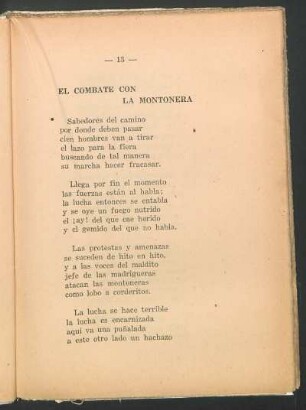 — 15 —
EL COMBATE CON
LA MONTONERA
Sabedores del camino
por donde deben pasar
cien hombres van a tirar
el lazo para la fiera
buscando de tal manera
su marcha hacer fracasar.
Llega por fin el momento
las fuerzas están al habla;
la lucha entonces se entabla
y se oye un fuego nutrido
el ¡ay! del que cae herido
y el gemido del que no habla.
Las protestas y amenazas
se suceden de hito en hito,
y a las voces del maldito
jefe de las madrigueras
atacan las montoneras
como lobo a corderitos.
La lucha se hace terrible
la lucha es encarnizada
aquí va una puñalada
a este otro lado un hachazo